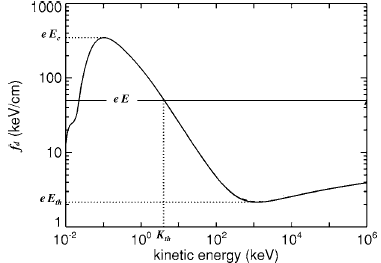 1000
e E_c
100
e E
10
e E_th
1
f_d (keV/cm)
10^-2 K_th 10^0 10^2 10^4 10^6
kinetic energy (keV)